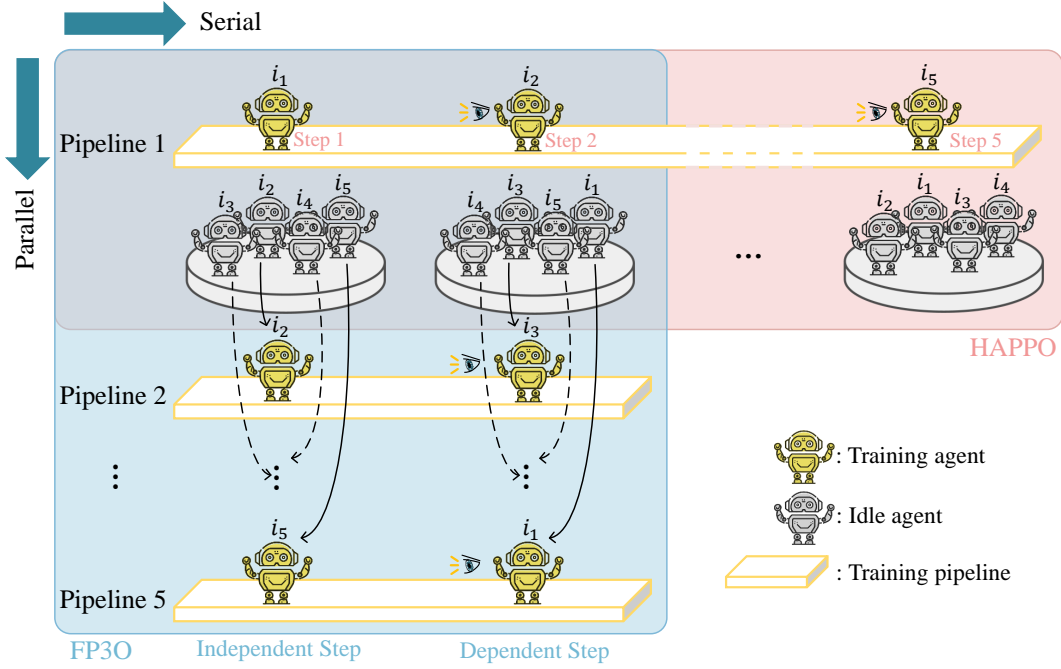 Serial
Parallel
i₁
i₂
i₅
Pipeline 1
Step 1
Step 2
Step 5
i₃
i₂
i₄
i₅
i₄
i₃
i₅
i₁
i₂
i₁
i₃
i₄
...
HAPPO
i₂
i₃
Pipeline 2
⋮
⋮
⋮
: Training agent
: Idle agent
i₅
i₁
: Training pipeline
Pipeline 5
FP3O
Independent Step
Dependent Step